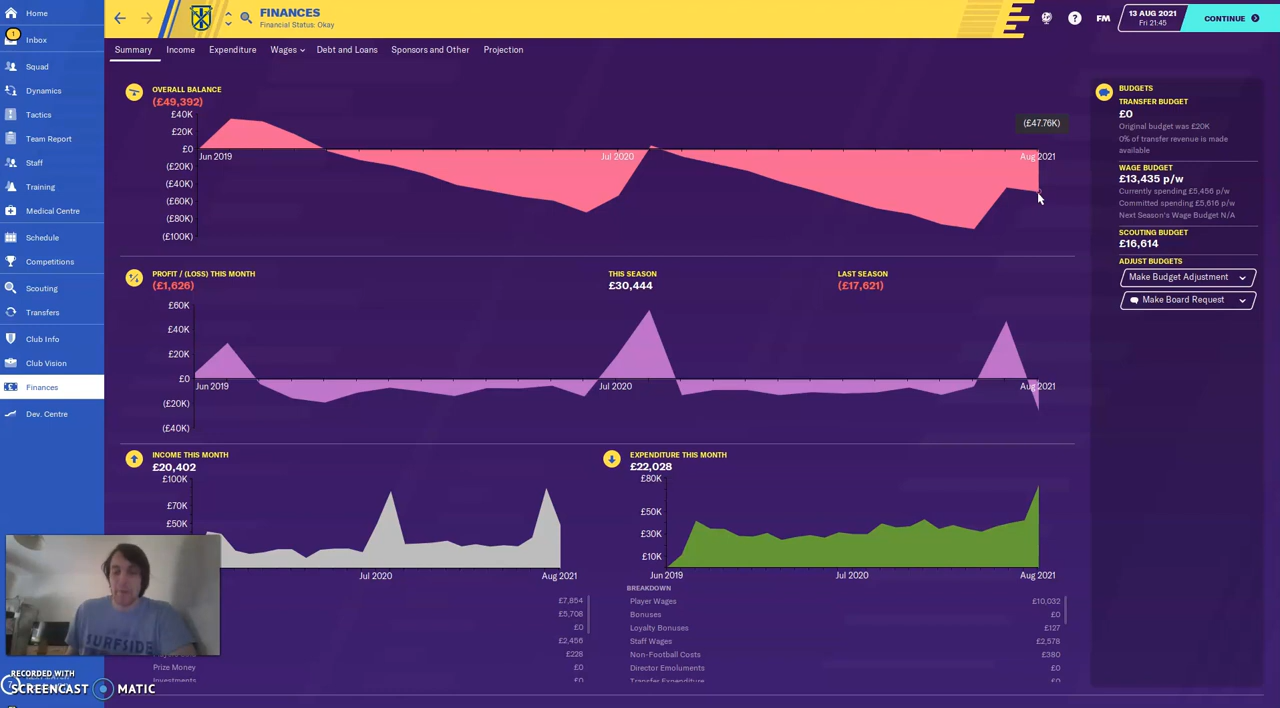 Home
1
Inbox
Squad
Dynamics
Tactics
Team Report
Staff
Training
Medical Centre
Schedule
Competitions
Scouting
Transfers
Club Info
Club Vision
Finances
Dev. Centre
FINANCES
Financial Status: Okay
?
FM
13 AUG 2021
Fri 21:45
CONTINUE
Summary
Income
Expenditure
Wages
Debt and Loans
Sponsors and Other
Projection
OVERALL BALANCE
(£49,392)
£40K
£20K
£0
(£20K)
(£40K)
(£60K)
(£80K)
(£100K)
Jun 2019
Jul 2020
Aug 2021
(£47.76K)
PROFIT / (LOSS) THIS MONTH
(£1,626)
THIS SEASON
£30,444
LAST SEASON
(£17,621)
£60K
£40K
£20K
£0
(£20K)
(£40K)
Jun 2019
Jul 2020
Aug 2021
INCOME THIS MONTH
£20,402
£100K
£70K
£50K
Jul 2020
Aug 2021
£7,854
£5,708
£0
£2,456
£228
Prize Money
£0
Investments
£0
EXPENDITURE THIS MONTH
£22,028
£80K
£50K
£30K
£10K
Jun 2019
Jul 2020
Aug 2021
BREAKDOWN
Player Wages £10,032
Bonuses £0
Loyalty Bonuses £127
Staff Wages £2,578
Non-Football Costs £380
Director Emoluments £0
Transfer Expenditure £0
BUDGETS
TRANSFER BUDGET
£0
Original budget was £20K
0% of transfer revenue is made
available
WAGE BUDGET
£13,435 p/w
Currently spending £5,456 p/w
Committed spending £5,616 p/w
Next Season's Wage Budget N/A
SCOUTING BUDGET
£16,614
ADJUST BUDGETS
Make Budget Adjustment
Make Board Request
SURFSIDE
RECORDED WITH
SCREENCAST MATIC